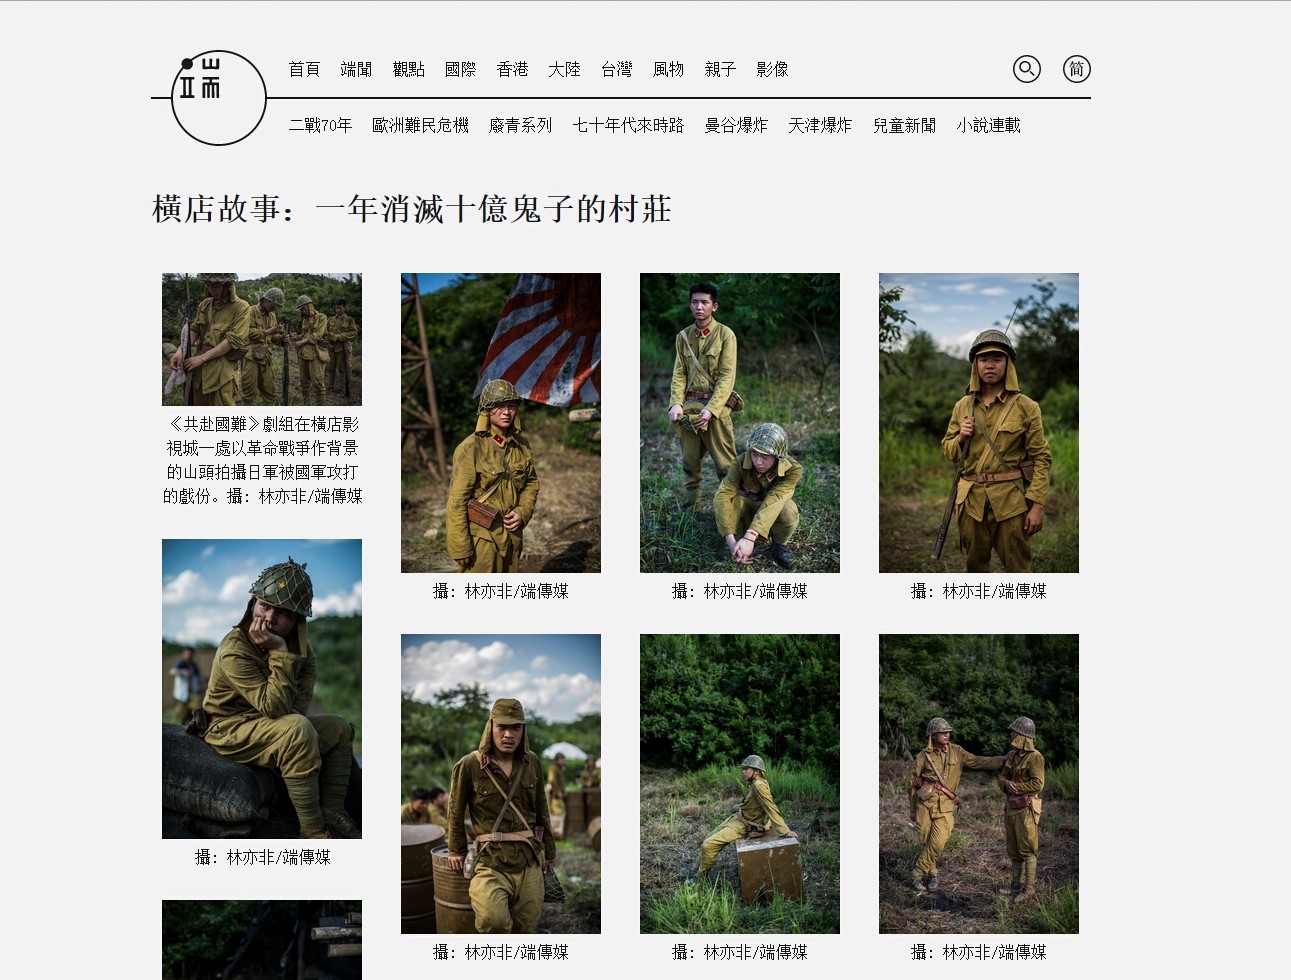 端
首頁 端聞 觀點 國際 香港 大陸 台灣 風物 親子 影像
简
二戰70年 歐洲難民危機 廢青系列 七十年代來時路 曼谷爆炸 天津爆炸 兒童新聞 小說連載
橫店故事：一年消滅十億鬼子的村莊
《共赴國難》劇組在橫店影
視城一處以革命戰爭作背景
的山頭拍攝日軍被國軍攻打
的戲份。攝：林亦非/端傳媒
攝：林亦非/端傳媒
攝：林亦非/端傳媒
攝：林亦非/端傳媒
攝：林亦非/端傳媒
攝：林亦非/端傳媒
攝：林亦非/端傳媒
攝：林亦非/端傳媒